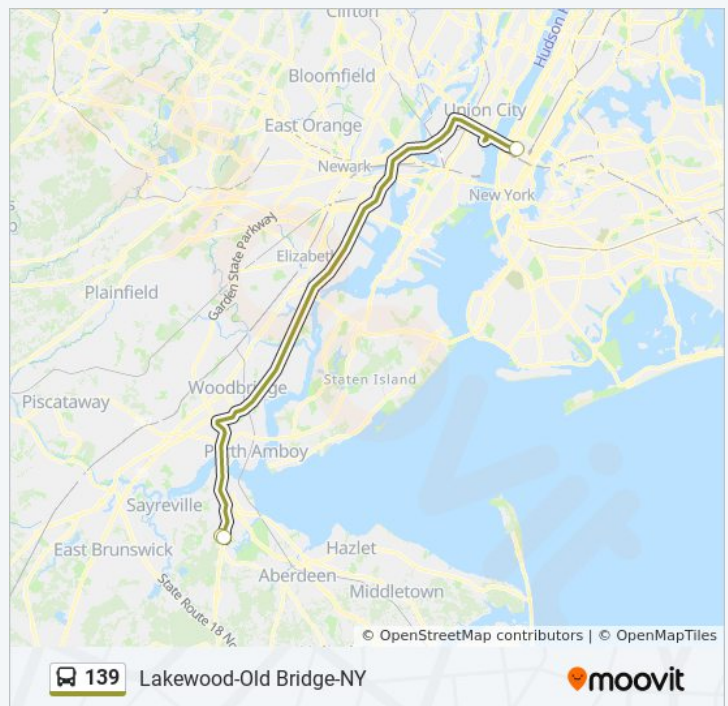 Clifton
Hudson
Bloomfield
Union City
East Orange
Newark
New York
Garden State Parkway
Elizabeth
Plainfield
Woodbridge
Staten Island
Piscataway
Perth Amboy
Sayreville
East Brunswick
Hazlet
Aberdeen
Middletown
State Route 18
© OpenStreetMap contributors | © OpenMapTiles
139 Lakewood-Old Bridge-NY
moovit